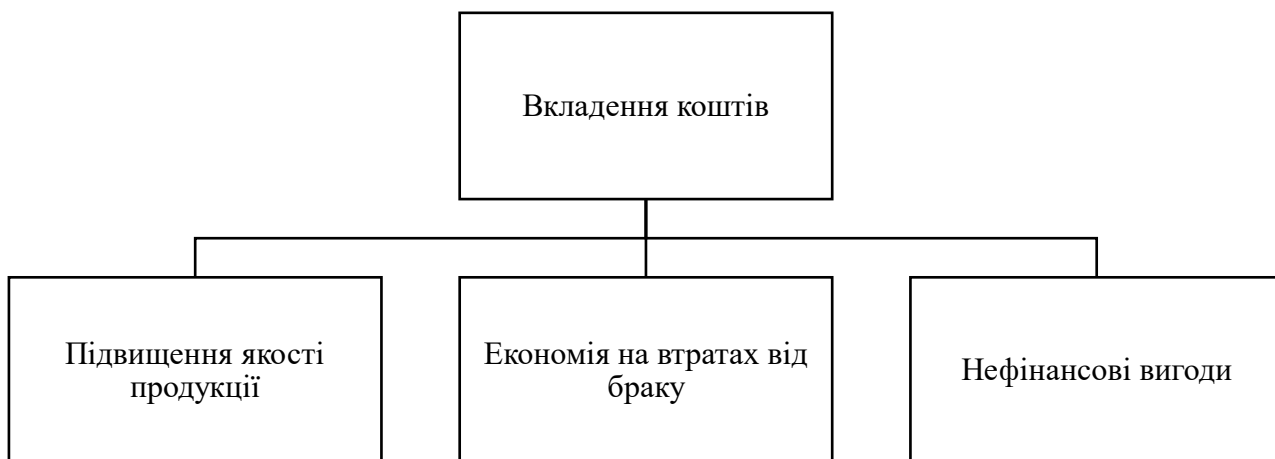 Вкладення коштів
Підвищення якості
продукції
Економія на втратах від
браку
Нефінансові вигоди